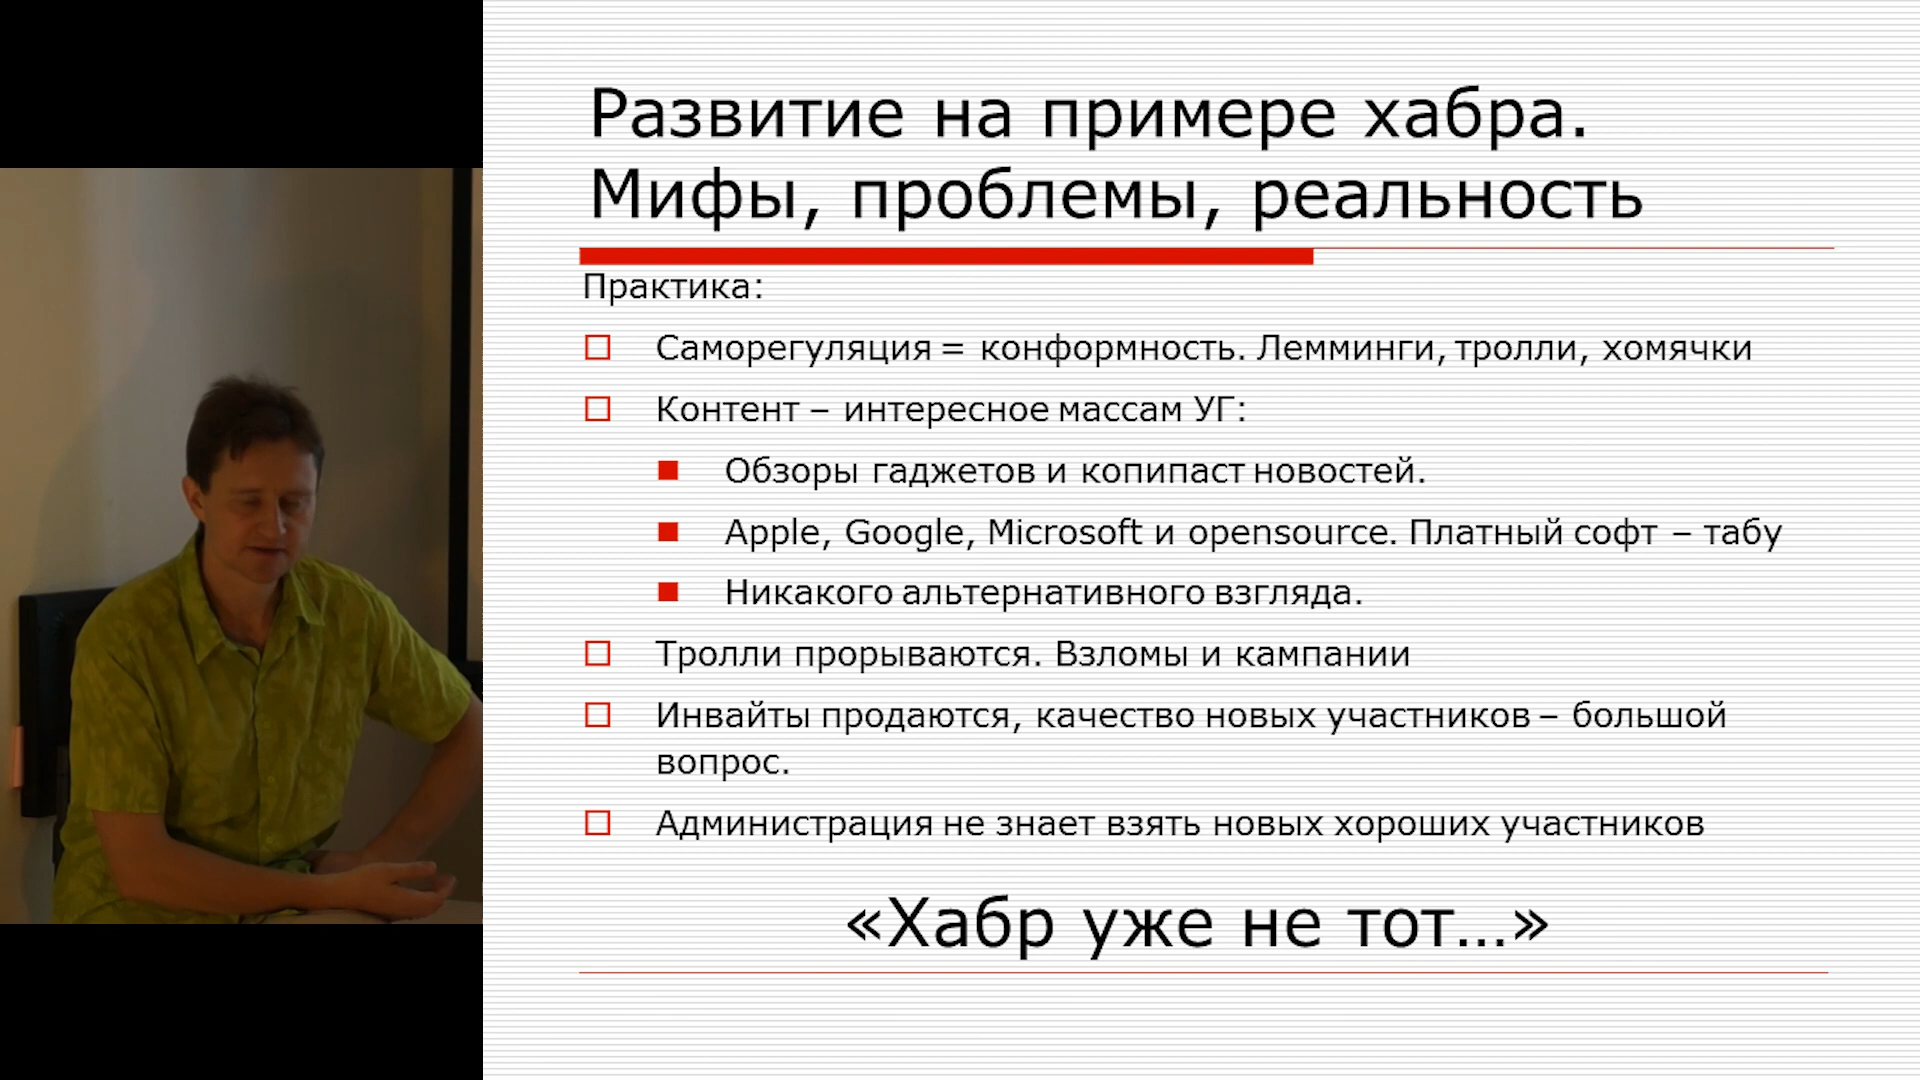 Развитие на примере хабра.
Мифы, проблемы, реальность
Практика:
Саморегуляция = конформность. Лемминги, тролли, хомячки
Контент – интересное массам УГ:
Обзоры гаджетов и копипаст новостей.
Apple, Google, Microsoft и opensource. Платный софт – табу
Никакого альтернативного взгляда.
Тролли прорываются. Взломы и кампании
Инвайты продаются, качество новых участников – большой
вопрос.
Администрация не знает взять новых хороших участников
«Хабр уже не тот…»